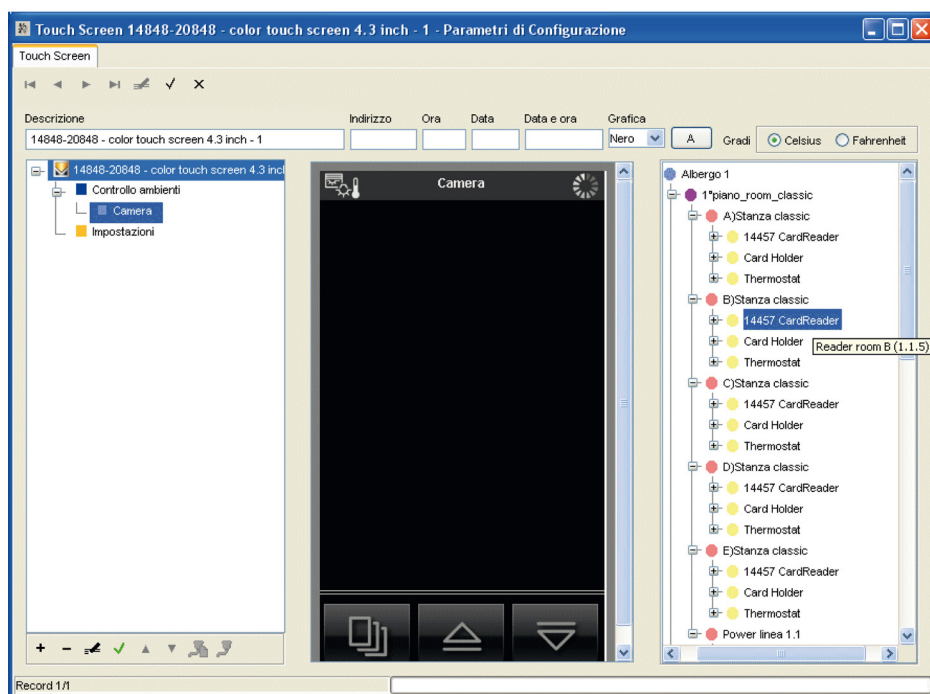 Touch Screen 14848-20848 - color touch screen 4.3 inch - 1 - Parametri di Configurazione
Touch Screen
Descrizione Indirizzo Ora Data Data e ora Grafica
14848-20848 - color touch screen 4.3 inch - 1 Nero A Gradi Celsius Fahrenheit
14848-20848 - color touch screen 4.3 incl
Controllo ambienti
Camera
Impostazioni
Camera
Albergo 1
1°piano_room_classic
A)Stanza classic
14457 CardReader
Card Holder
Thermostat
B)Stanza classic
14457 CardReader
Card Holder
Reader room B (1.1.5)
Thermostat
C)Stanza classic
14457 CardReader
Card Holder
Thermostat
D)Stanza classic
14457 CardReader
Card Holder
Thermostat
E)Stanza classic
14457 CardReader
Card Holder
Thermostat
Power linea 1.1
Record 1/1